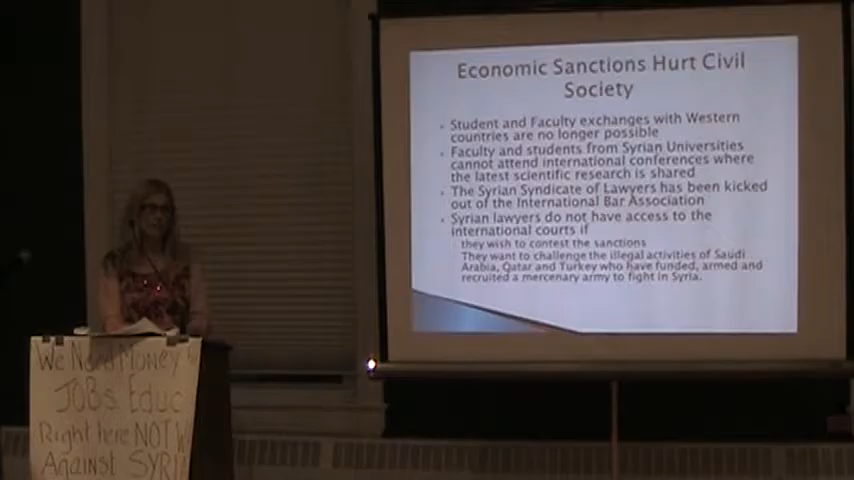 Economic Sanctions Hurt Civil
Society
Student and Faculty exchanges with Western
countries are no longer possible
Faculty and students from Syrian Universities
cannot attend international conferences where
the latest scientific research is shared
The Syrian Syndicate of Lawyers has been kicked
out of the International Bar Association
Syrian lawyers do not have access to the
international courts if
they wish to contest the sanctions
They want to challenge the illegal activities of Saudi
Arabia, Qatar and Turkey who have funded, armed and
recruited a mercenary army to fight in Syria.
We Need Money
JOBs, Educ
Right here NOT W
Against SYRI